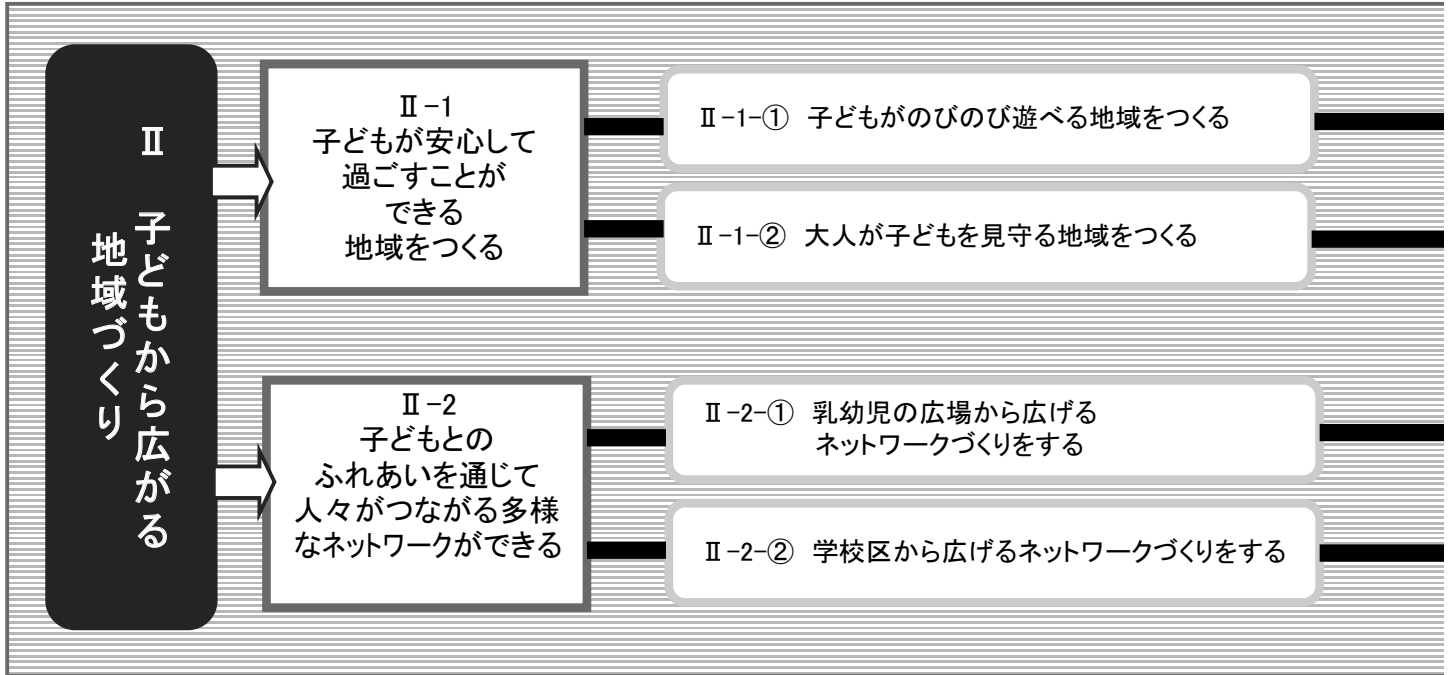 Ⅱ 子どもから広がる
地域づくり
Ⅱ-1
子どもが安心して
過ごすことが
できる
地域をつくる
Ⅱ-1-① 子どもがのびのび遊べる地域をつくる
Ⅱ-1-② 大人が子どもを見守る地域をつくる
Ⅱ-2
子どもとの
ふれあいを通じて
人々がつながる多様
なネットワークができる
Ⅱ-2-① 乳幼児の広場から広げる
ネットワークづくりをする
Ⅱ-2-② 学校区から広げるネットワークづくりをする